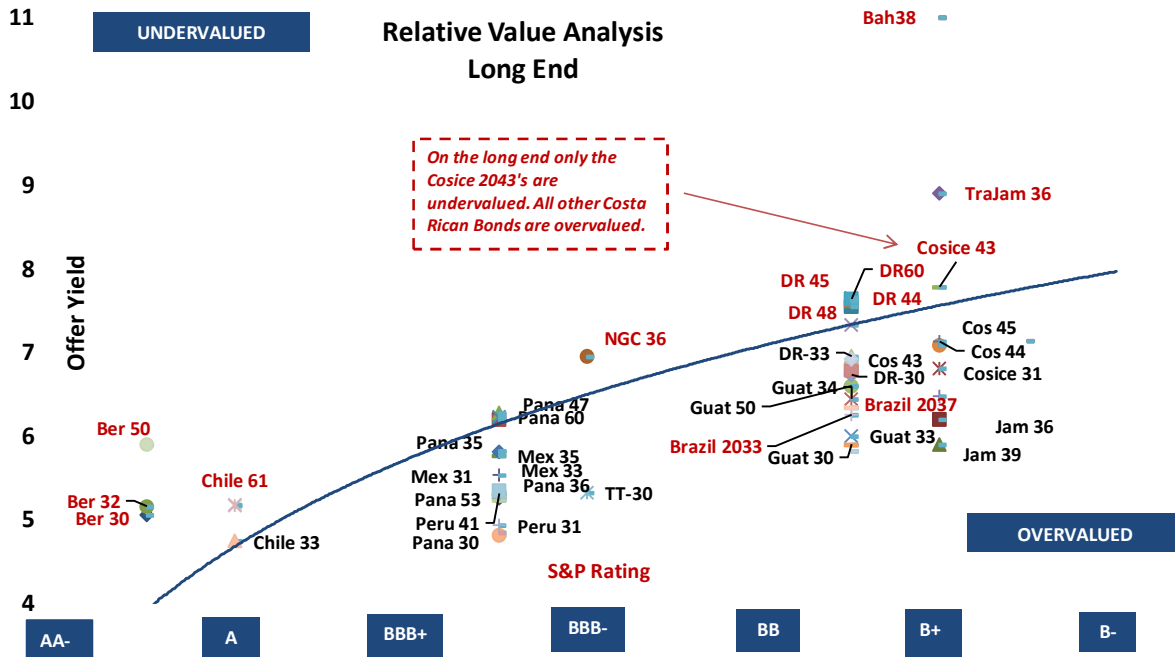 11
Bah38
UNDERVALUED
Relative Value Analysis
Long End
10
On the long end only the
Cosice 2043's are
undervalued. All other Costa
Rican Bonds are overvalued.
9
TraJam 36
Cosice 43
8
DR 45
DR60
DR 44
DR 48
Offer Yield
NGC 36
7
Cos 45
Cos 44
DR-33
Cos 43
DR-30
Cosice 31
Guat 34
Guat 50
Brazil 2037
Pana 47
Pana 60
6
Ber 50
Pana 35
Mex 35
Brazil 2033
Guat 33
Jam 36
Guat 30
Jam 39
Mex 31
Mex 33
Pana 36
Chile 61
Ber 32
Ber 30
Pana 53
TT-30
5
Peru 41
Peru 31
Pana 30
Chile 33
OVERVALUED
S&P Rating
4
AA-
A
BBB+
BBB-
BB
B+
B-